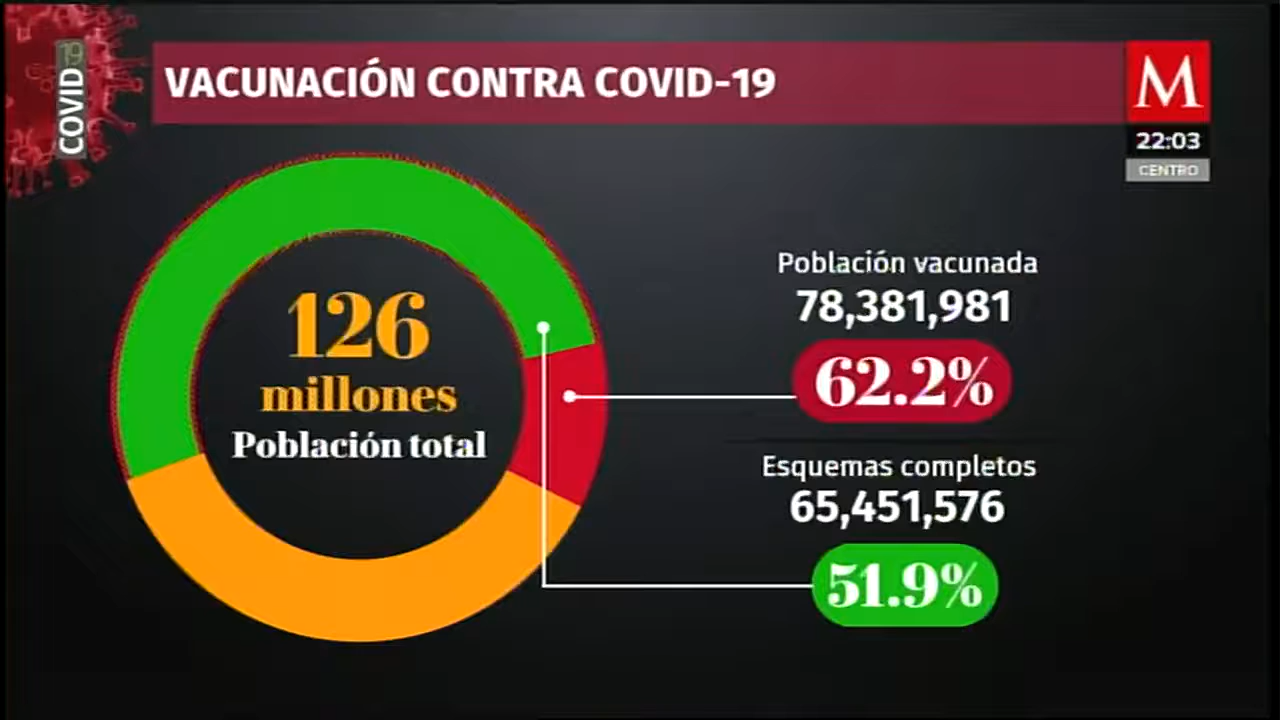 COVID 19
VACUNACIÓN CONTRA COVID-19
M
22:03
CENTRO
126
millones
Población total
Población vacunada
78,381,981
62.2%
Esquemas completos
65,451,576
51.9%